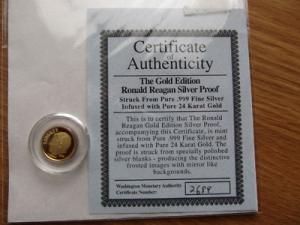 Certificate
of
Authenticity
The Gold Edition
Ronald Reagan Silver Proof
Struck From Pure .999 Fine Silver
Infused with Pure 24 Karat Gold
This is to certify that The Ronald
Reagan Gold Edition Silver Proof,
accompanying this Certificate, is mint
struck from .999 Fine Silver and
infused with Pure 24 Karat Gold. The
proof is struck from specially polished
silver blanks - producing the distinctive
frosted images with mirror like
backgrounds.
Washington Monetary Authority
Certificate Number: 2689